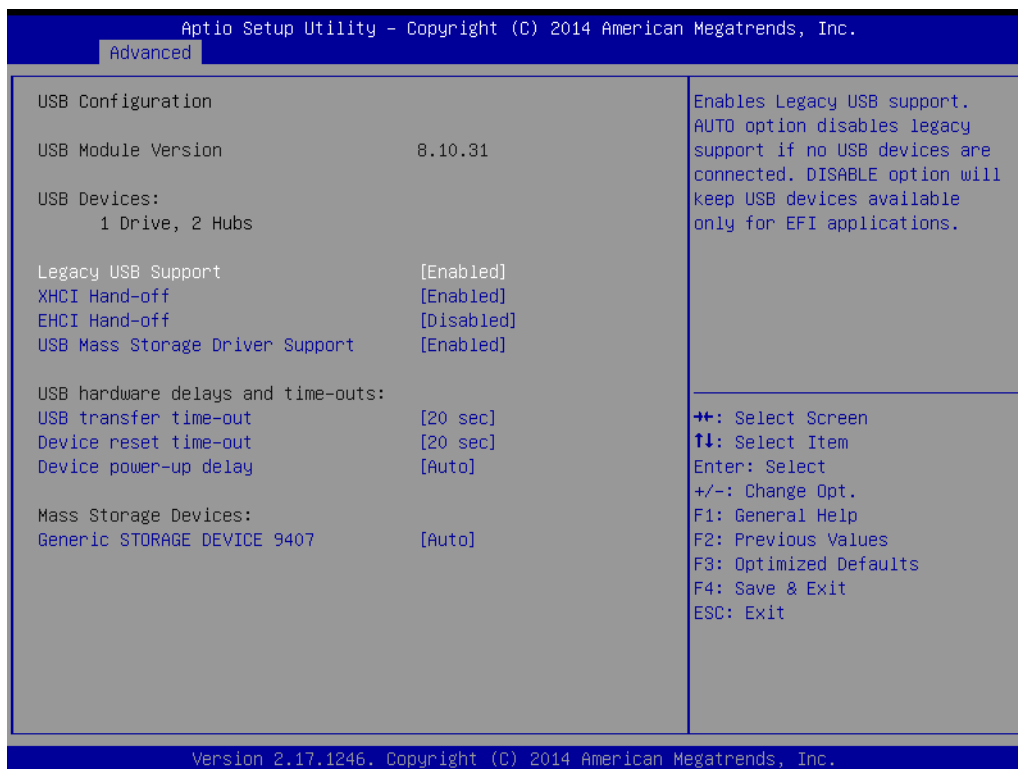 Aptio Setup Utility – Copyright (C) 2014 American Megatrends, Inc.
Advanced
USB Configuration
USB Module Version 8.10.31
USB Devices:
1 Drive, 2 Hubs
Legacy USB Support [Enabled]
XHCI Hand-off [Enabled]
EHCI Hand-off [Disabled]
USB Mass Storage Driver Support [Enabled]
USB hardware delays and time-outs:
USB transfer time-out [20 sec]
Device reset time-out [20 sec]
Device power-up delay [Auto]
Mass Storage Devices:
Generic STORAGE DEVICE 9407 [Auto]
Enables Legacy USB support.
AUTO option disables legacy
support if no USB devices are
connected. DISABLE option will
keep USB devices available
only for EFI applications.
→←: Select Screen
↑↓: Select Item
Enter: Select
+/-: Change Opt.
F1: General Help
F2: Previous Values
F3: Optimized Defaults
F4: Save & Exit
ESC: Exit
Version 2.17.1246. Copyright (C) 2014 American Megatrends, Inc.